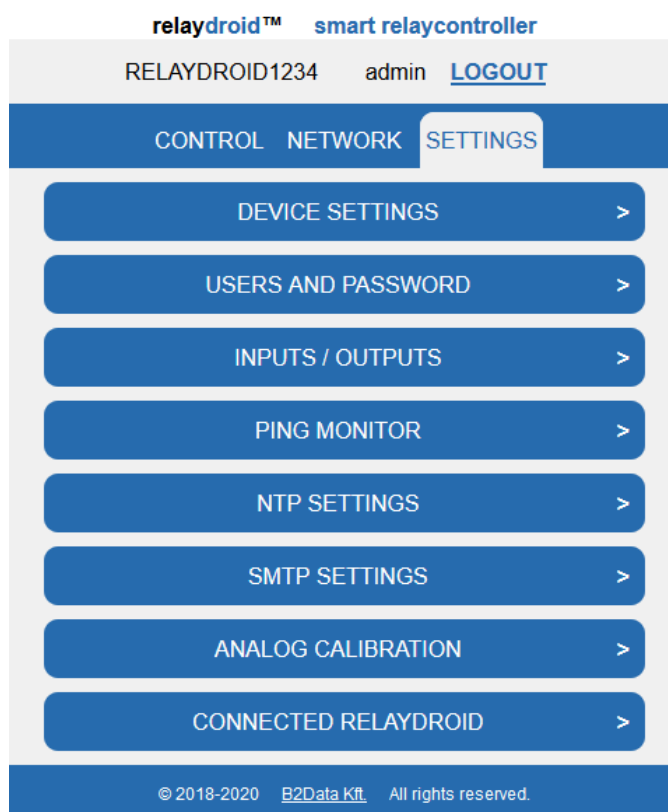 relaydroid™ smart relaycontroller
RELAYDROID1234 admin LOGOUT
CONTROL NETWORK SETTINGS
DEVICE SETTINGS >
USERS AND PASSWORD >
INPUTS / OUTPUTS >
PING MONITOR >
NTP SETTINGS >
SMTP SETTINGS >
ANALOG CALIBRATION >
CONNECTED RELAYDROID >
© 2018-2020 B2Data Kft. All rights reserved.